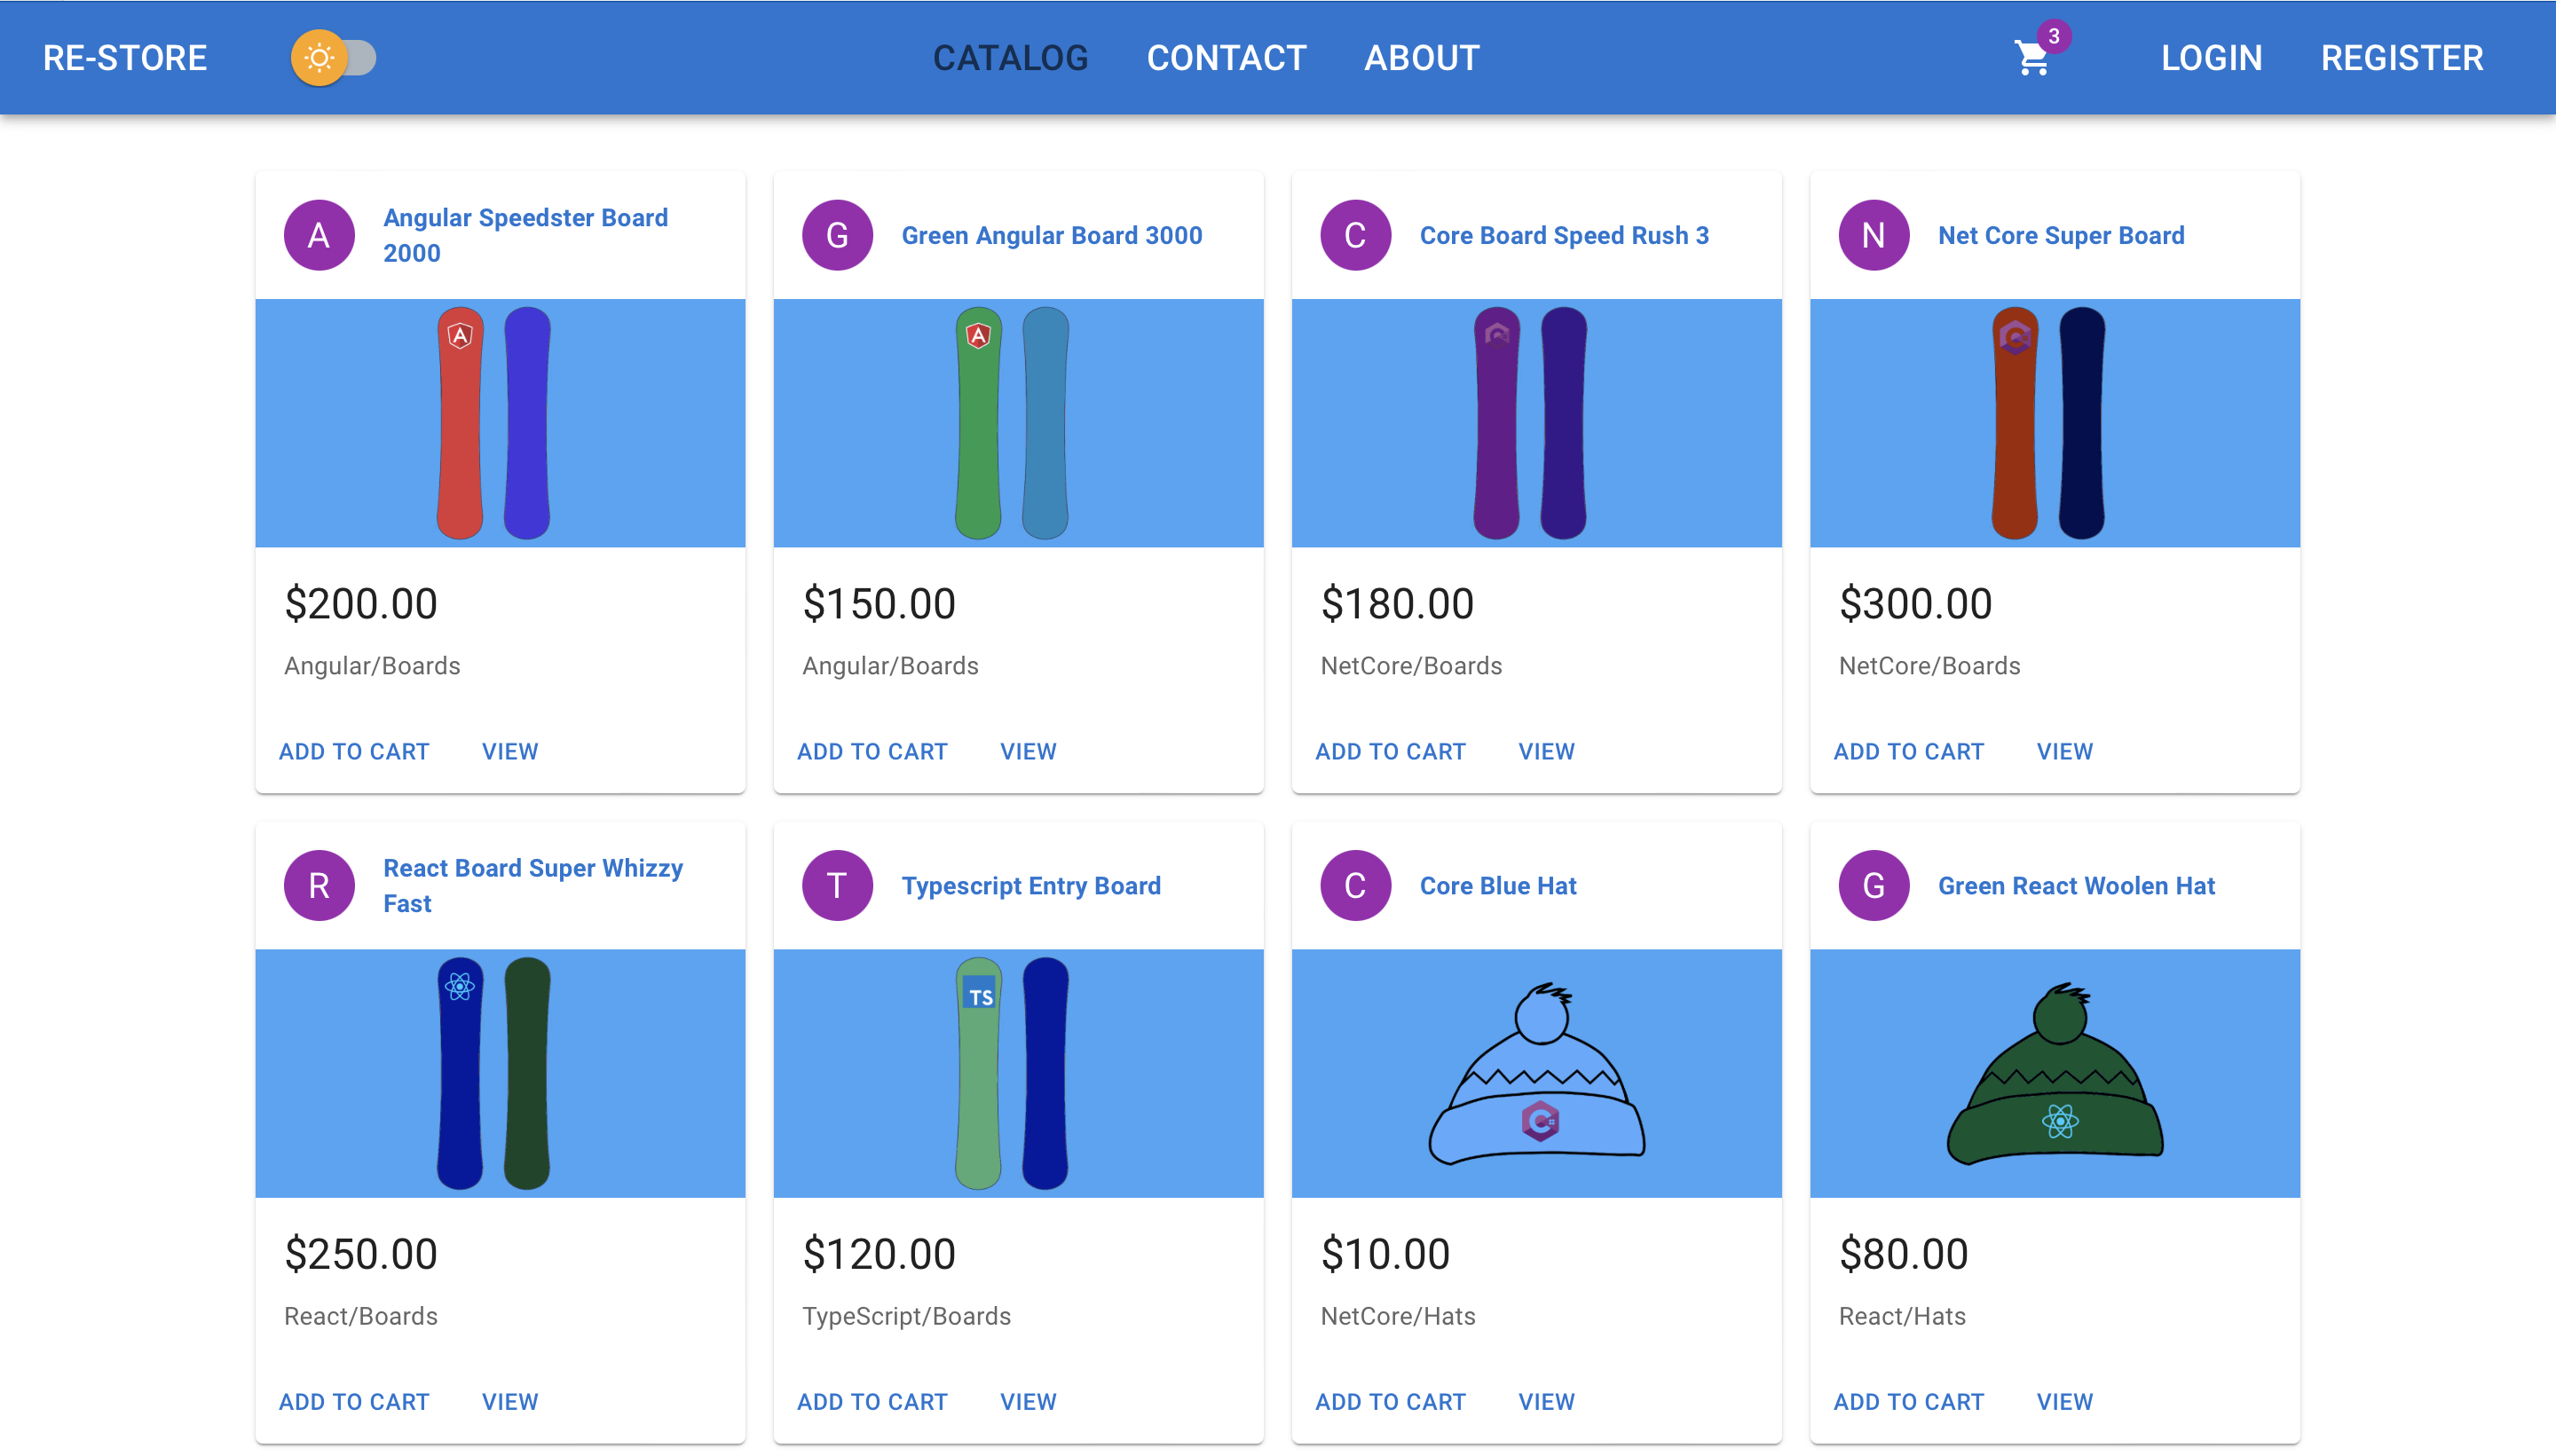 RE-STORE
CATALOG CONTACT ABOUT
3
LOGIN REGISTER
A
Angular Speedster Board
2000
G
Green Angular Board 3000
C
Core Board Speed Rush 3
N
Net Core Super Board
A
A
C
C
$200.00
$150.00
$180.00
$300.00
Angular/Boards
Angular/Boards
NetCore/Boards
NetCore/Boards
ADD TO CART VIEW
ADD TO CART VIEW
ADD TO CART VIEW
ADD TO CART VIEW
R
React Board Super Whizzy
Fast
T
Typescript Entry Board
C
Core Blue Hat
G
Green React Woolen Hat
TS
C
$250.00
$120.00
$10.00
$80.00
React/Boards
TypeScript/Boards
NetCore/Hats
React/Hats
ADD TO CART VIEW
ADD TO CART VIEW
ADD TO CART VIEW
ADD TO CART VIEW